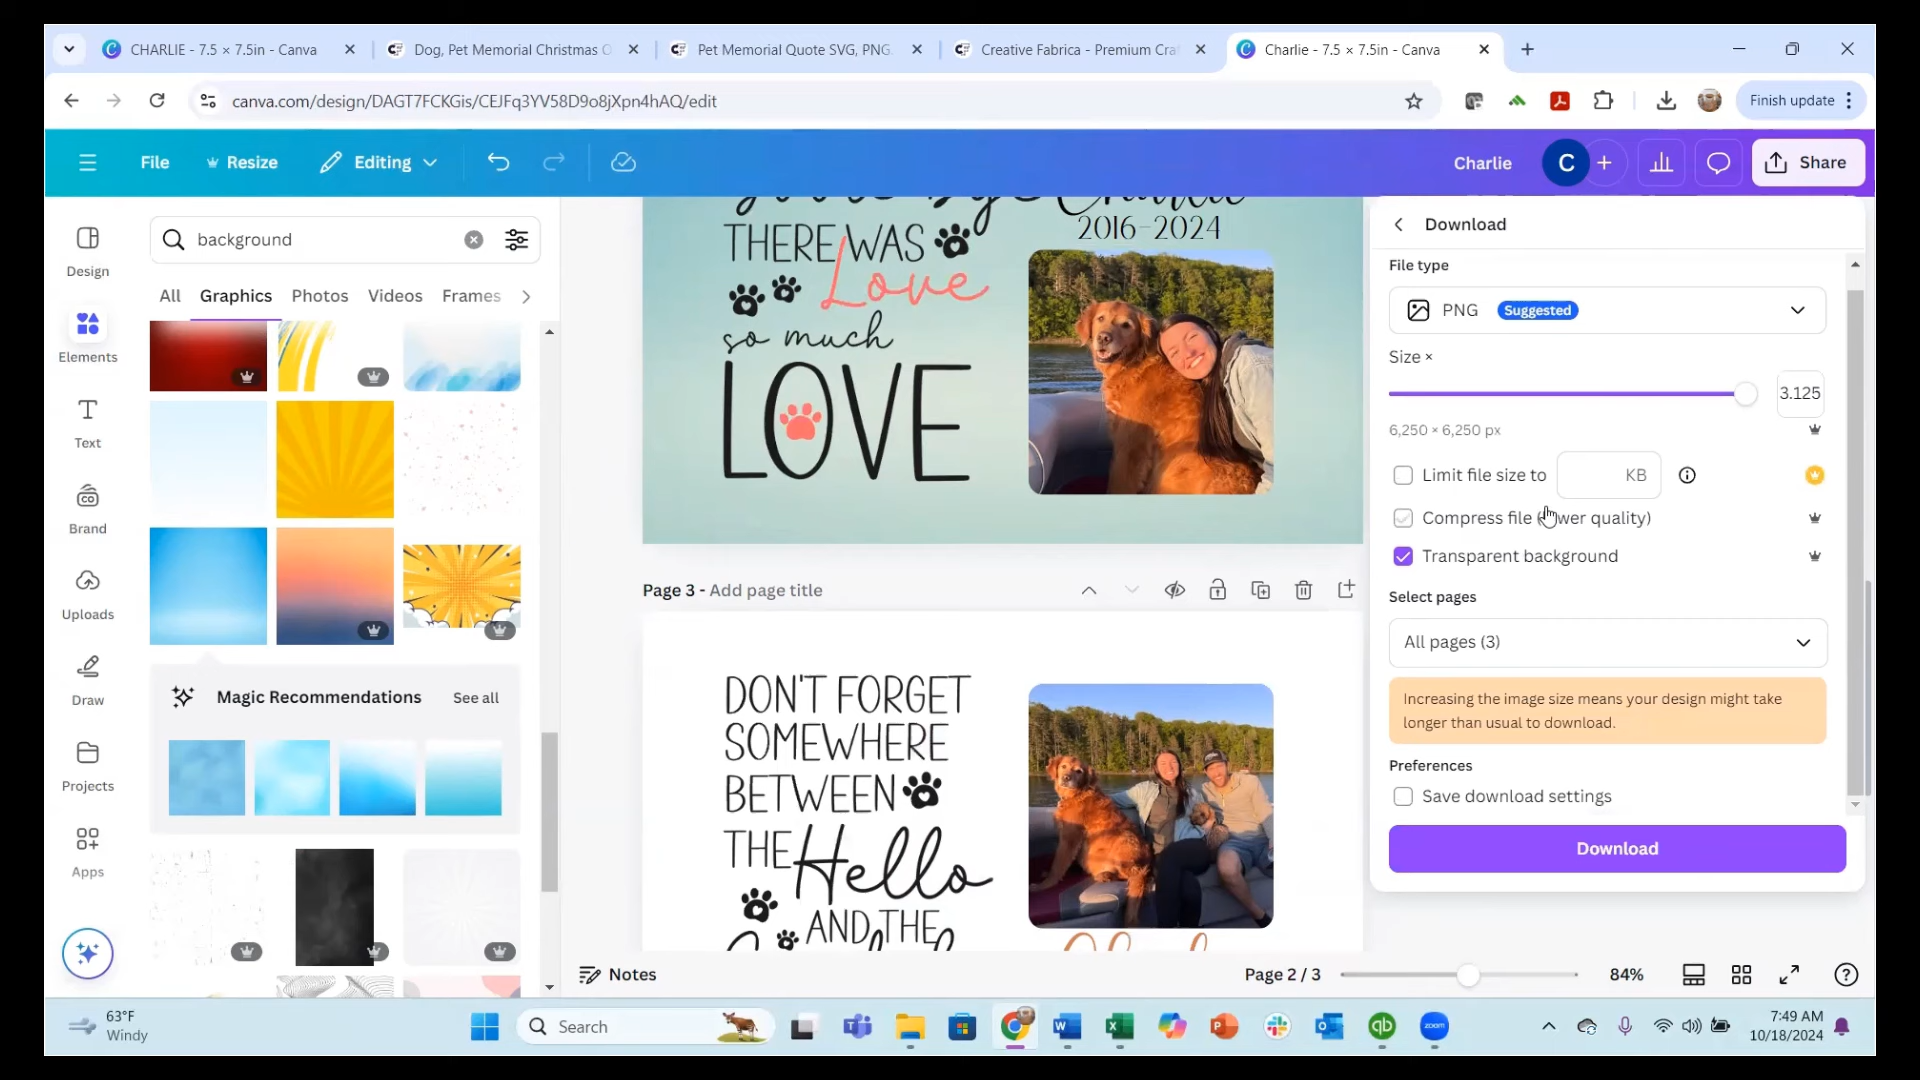 CHARLIE - 7.5 × 7.5in - Canva
Dog, Pet Memorial Christmas O
Pet Memorial Quote SVG, PNG
Creative Fabrica - Premium Cra
Charlie - 7.5 × 7.5in - Canva
canva.com/design/DAGT7FCKGis/CEJFq3YV58D9o8jXpn4hAQ/edit
Finish update
File
Resize
Editing
Charlie
C
Share
Design
Elements
Text
Brand
Uploads
Draw
Projects
Apps
background
All Graphics Photos Videos Frames
Magic Recommendations
See all
THERE WAS
Love
so much
LOVE
Charlie
2016-2024
Page 3 - Add page title
DON'T FORGET
SOMEWHERE
BETWEEN
THE Hello
AND THE
Notes
Page 2 / 3
84%
Download
File type
PNG Suggested
Size ×
3.125
6,250 × 6,250 px
Limit file size to KB
Compress file wer quality)
Transparent background
Select pages
All pages (3)
Increasing the image size means your design might take
longer than usual to download.
Preferences
Save download settings
Download
63°F
Windy
Search
7:49 AM
10/18/2024